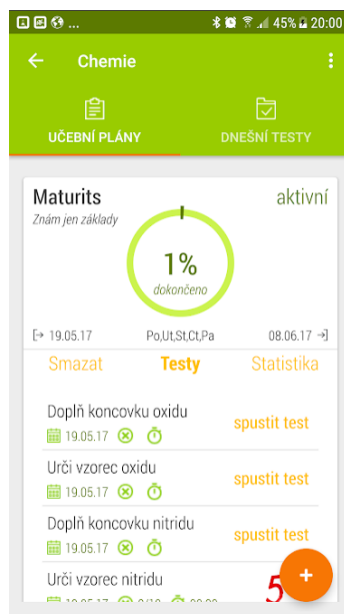 ... 45% 20:00
Chemie
UČEBNÍ PLÁNY DNEŠNÍ TESTY
Maturits aktivní
Znám jen základy
1%
dokončeno
19.05.17 Po,Ut,St,Ct,Pa 08.06.17
Smazat Testy Statistika
Doplň koncovku oxidu
spustit test
19.05.17
Urči vzorec oxidu
spustit test
19.05.17
Doplň koncovku nitridu
spustit test
19.05.17
Urči vzorec nitridu
5 +